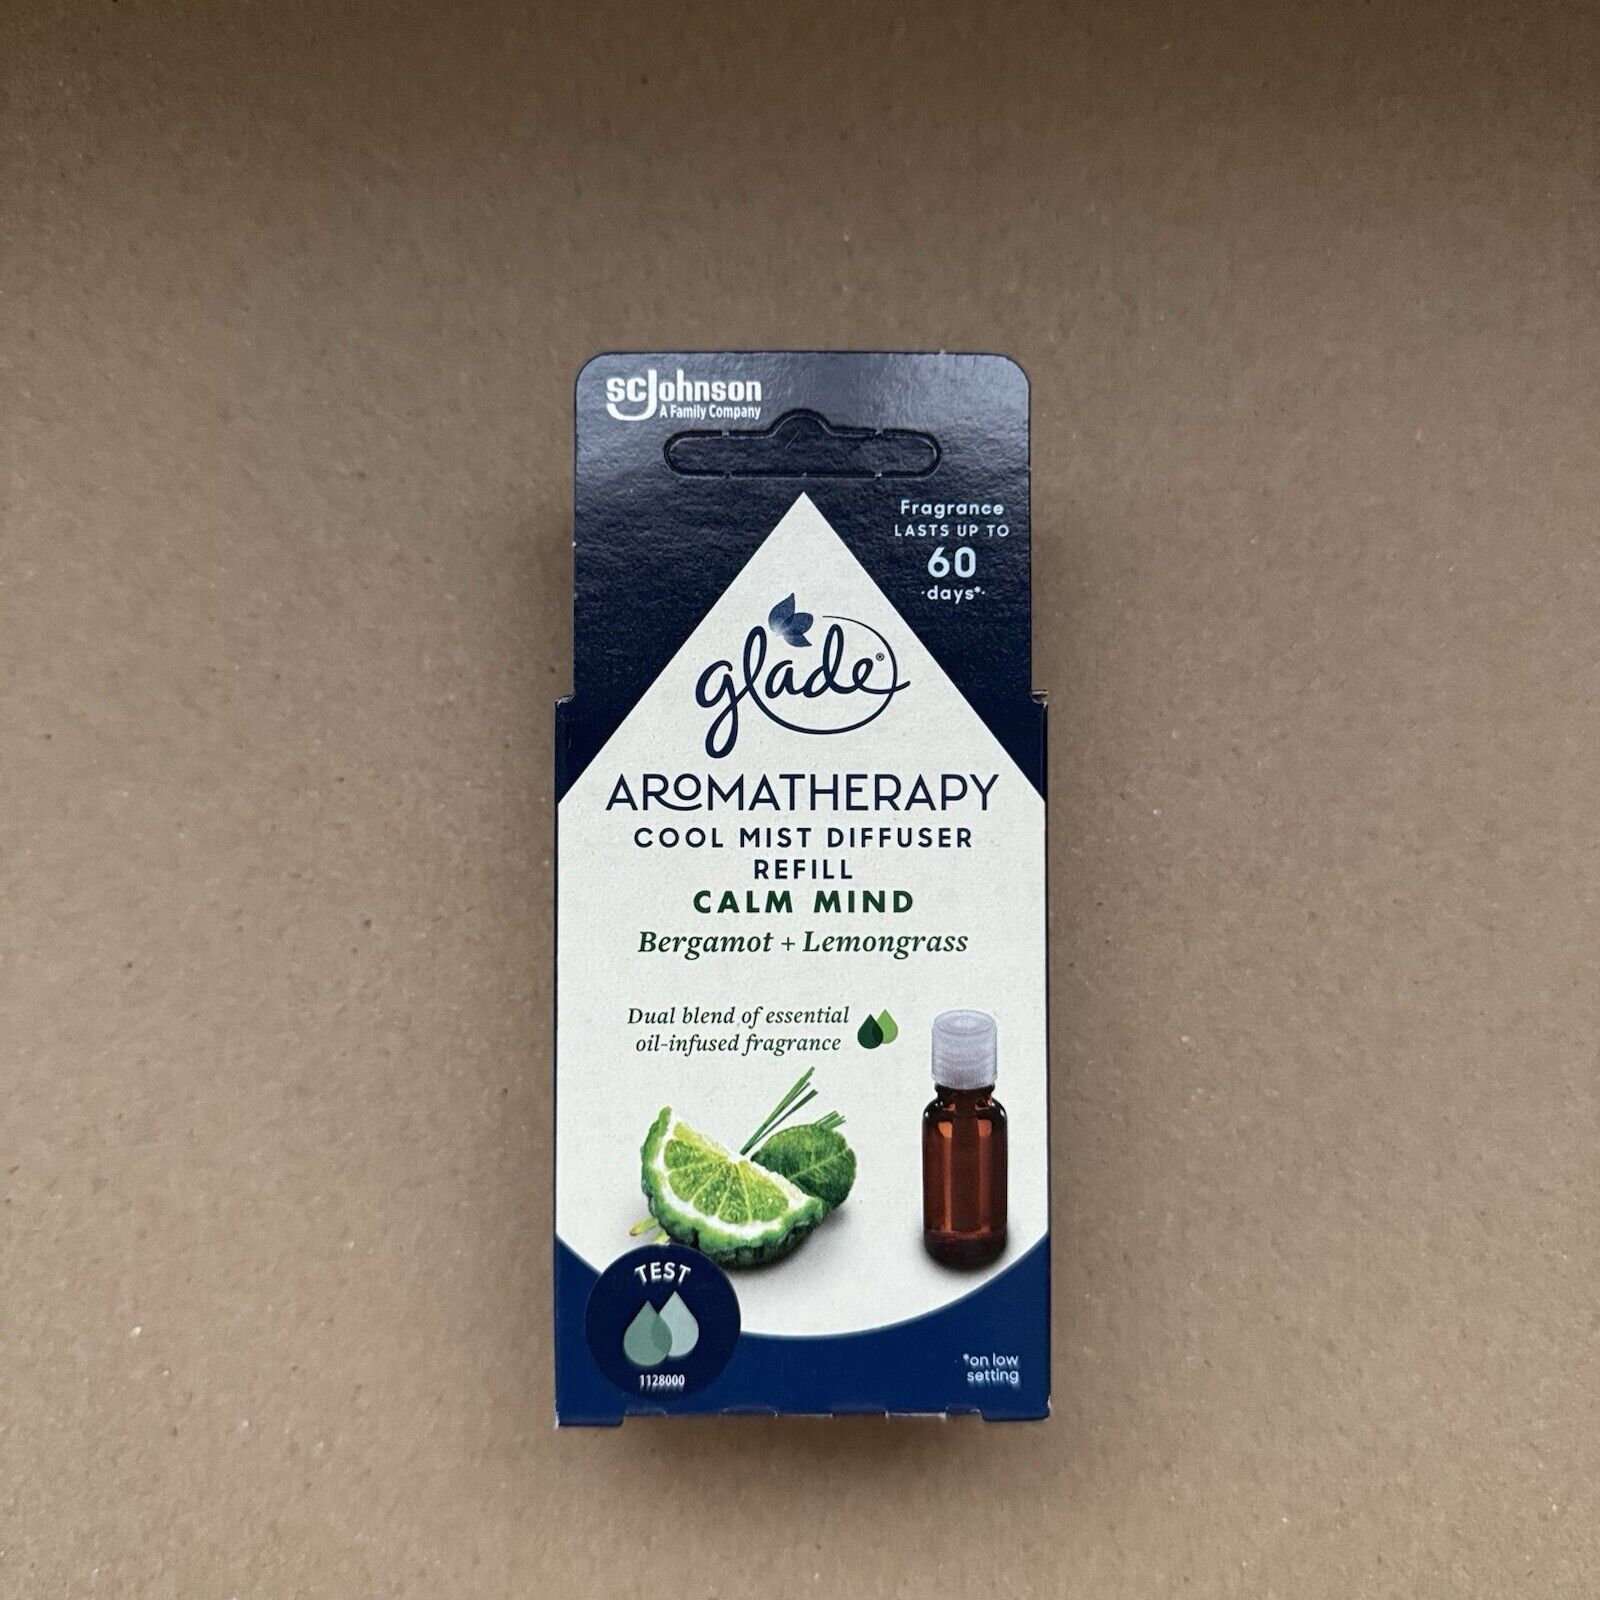 scjohnson
A Family Company
Fragrance
LASTS UP TO
60
·days*·
glade®
AROMATHERAPY
COOL MIST DIFFUSER
REFILL
CALM MIND
Bergamot + Lemongrass
Dual blend of essential
oil-infused fragrance
TEST
1128000
*on low
setting